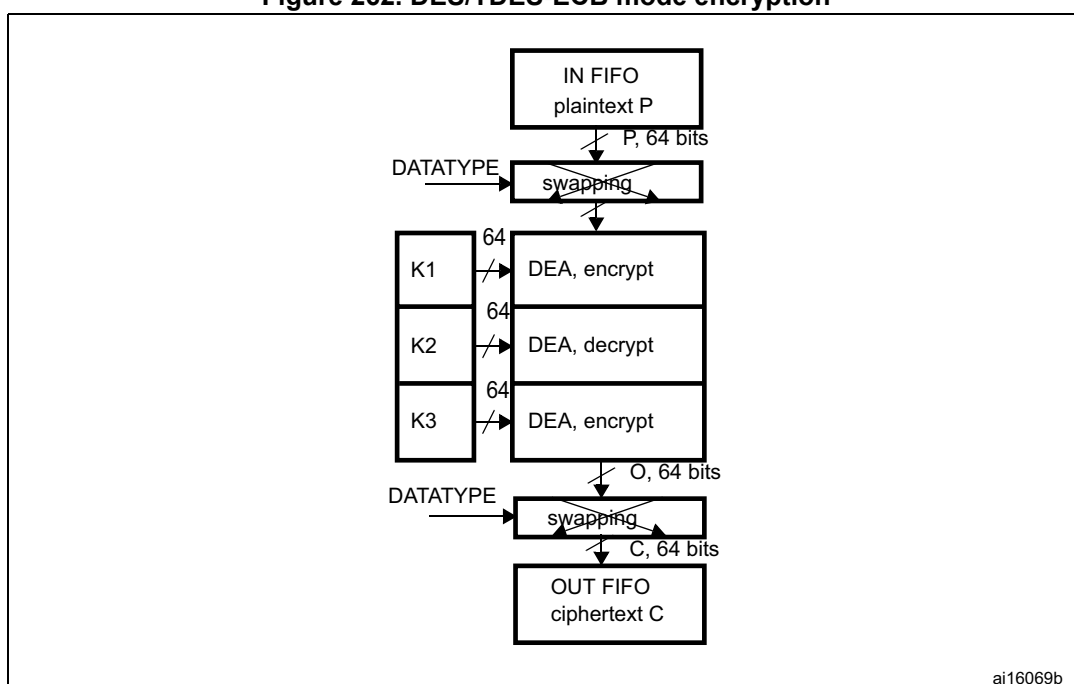 IN FIFO
plaintext P
P, 64 bits
DATATYPE
swapping
64
K1
DEA, encrypt
64
K2
DEA, decrypt
64
K3
DEA, encrypt
O, 64 bits
DATATYPE
swapping
C, 64 bits
OUT FIFO
ciphertext C
ai16069b